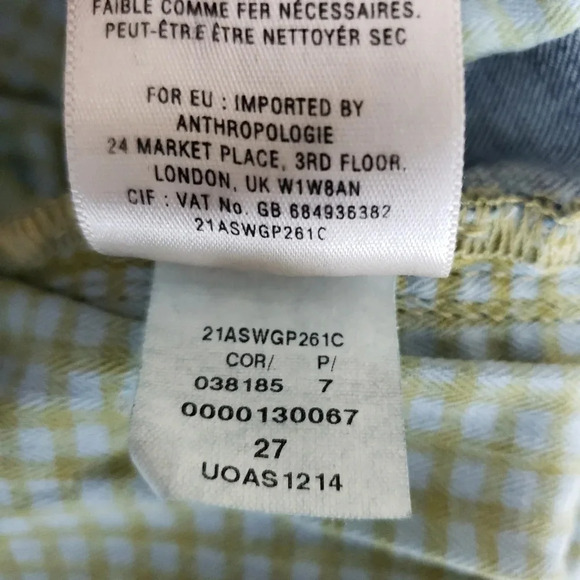 FAIBLE COMME FER NÉCESSAIRES.
PEUT-ÊTRE ÊTRE NETTOYÉR SEC
FOR EU : IMPORTED BY
ANTHROPOLOGIE
24 MARKET PLACE, 3RD FLOOR.
LONDON, UK W1W8AN
CIF : VAT No. GB 684936382
21ASWGP261C
21ASWGP261C
COR/ P/
038185 7
0000130067
27
UOAS1214